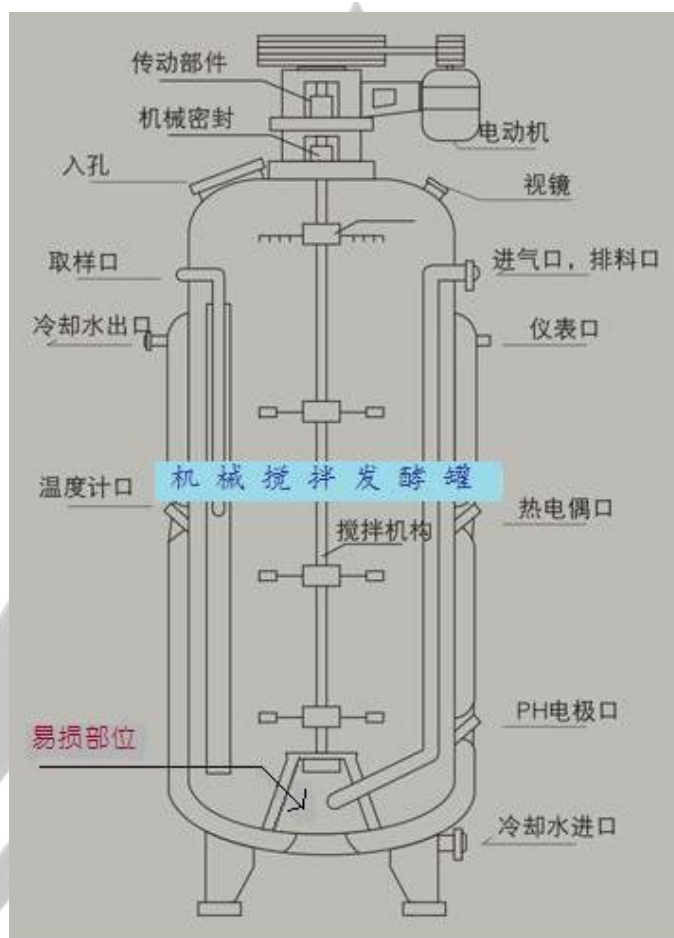 传动部件
机械密封
电动机
入孔
视镜
取样口
进气口，排料口
冷却水出口
仪表口
机械搅拌发酵罐
温度计口
热电偶口
搅拌机构
PH电极口
易损部位
冷却水进口